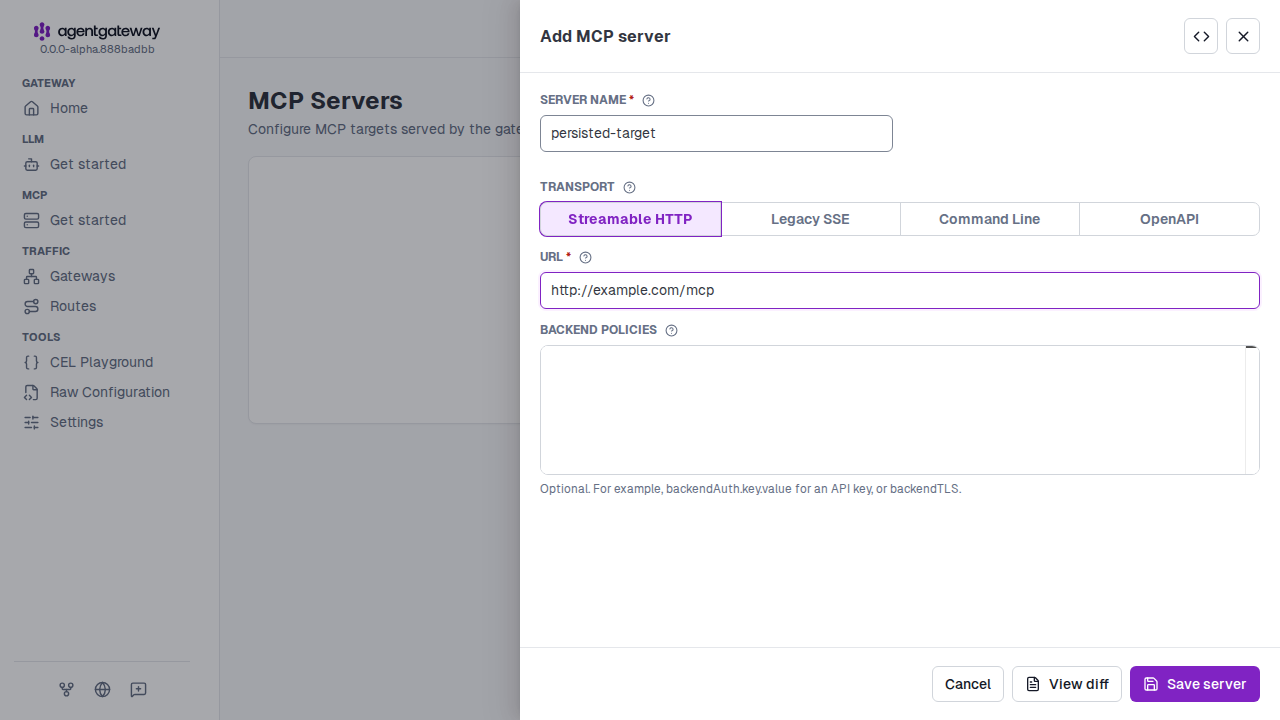 agentgateway
0.0.0-alpha.888badbb
GATEWAY
Home
LLM
Get started
MCP
Get started
TRAFFIC
Gateways
Routes
TOOLS
CEL Playground
Raw Configuration
Settings
MCP Servers
Configure MCP targets served by the gate
Add MCP server
SERVER NAME *
persisted-target
TRANSPORT
Streamable HTTP
Legacy SSE
Command Line
OpenAPI
URL *
http://example.com/mcp
BACKEND POLICIES
Optional. For example, backendAuth.key.value for an API key, or backendTLS.
Cancel
View diff
Save server